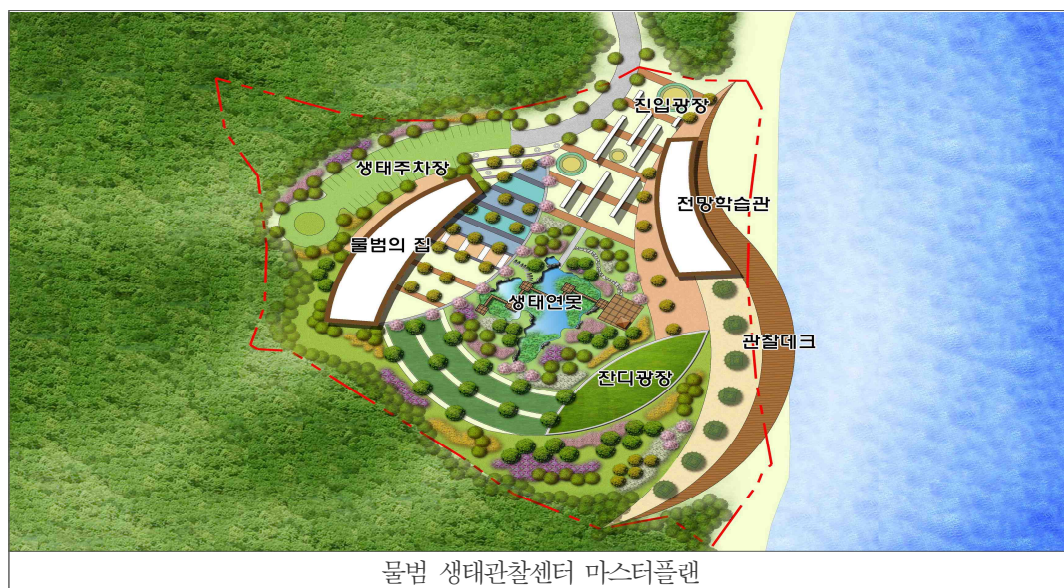 진입광장
생태주차장
전망학습관
물범의 집
생태연못
관찰데크
잔디광장
물범 생태관찰센터 마스터플랜